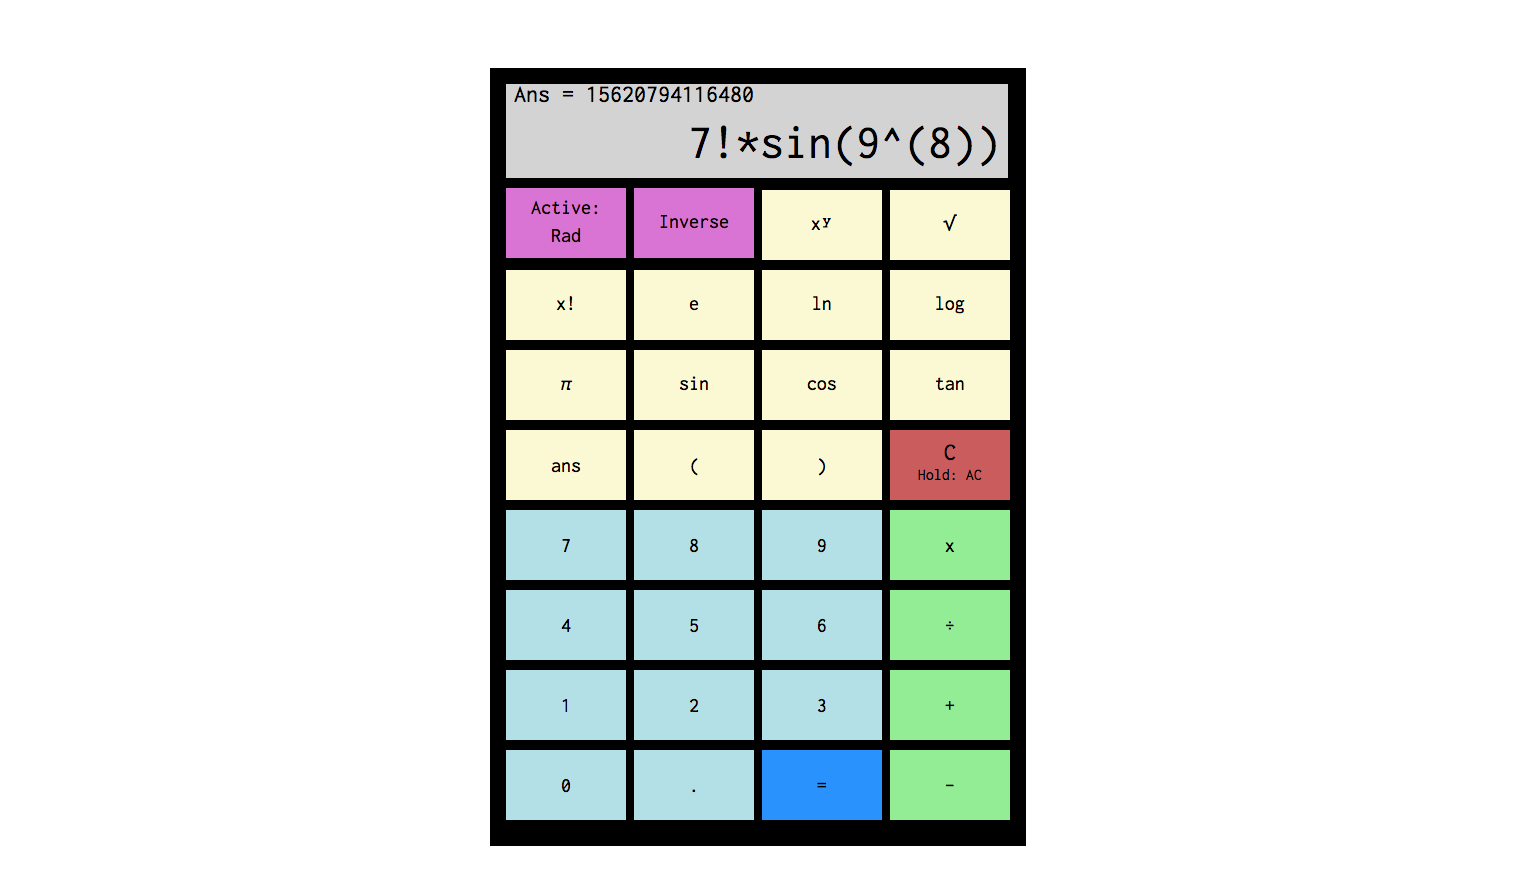 Ans = 15620794116480
7!*sin(9^(8))
Active: Rad
Inverse
xʸ
√
x!
e
ln
log
π
sin
cos
tan
ans
(
)
C
Hold: AC
7
8
9
x
4
5
6
÷
1
2
3
+
0
.
=
−